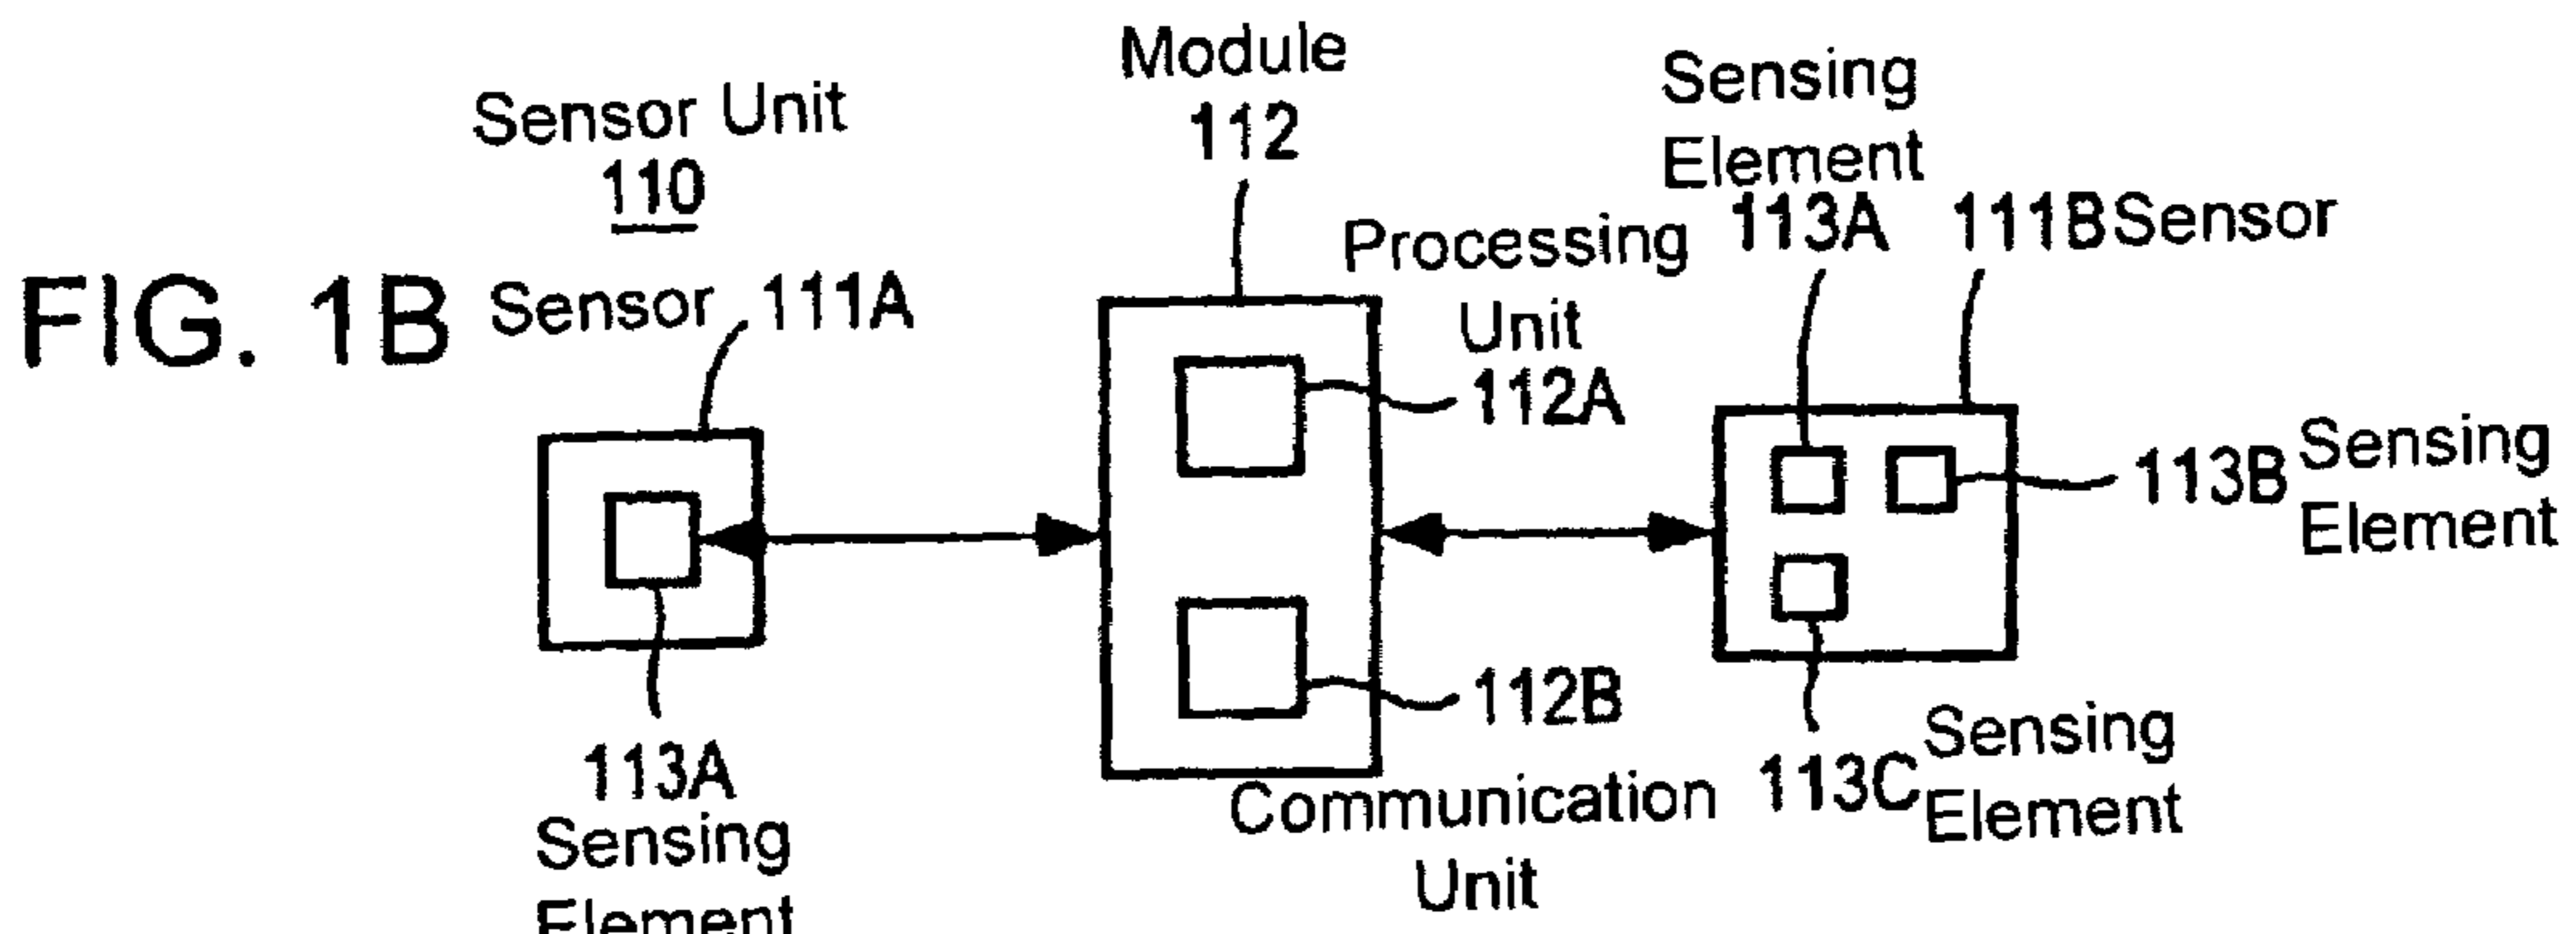 FIG. 1B
Sensor Unit
110
Sensor 111A
113A
Sensing
Element
Module
112
Processing
Unit
112A
112B
Communication
Unit
Sensing
Element
113A
111B Sensor
113B Sensing
Element
113C Sensing
Element